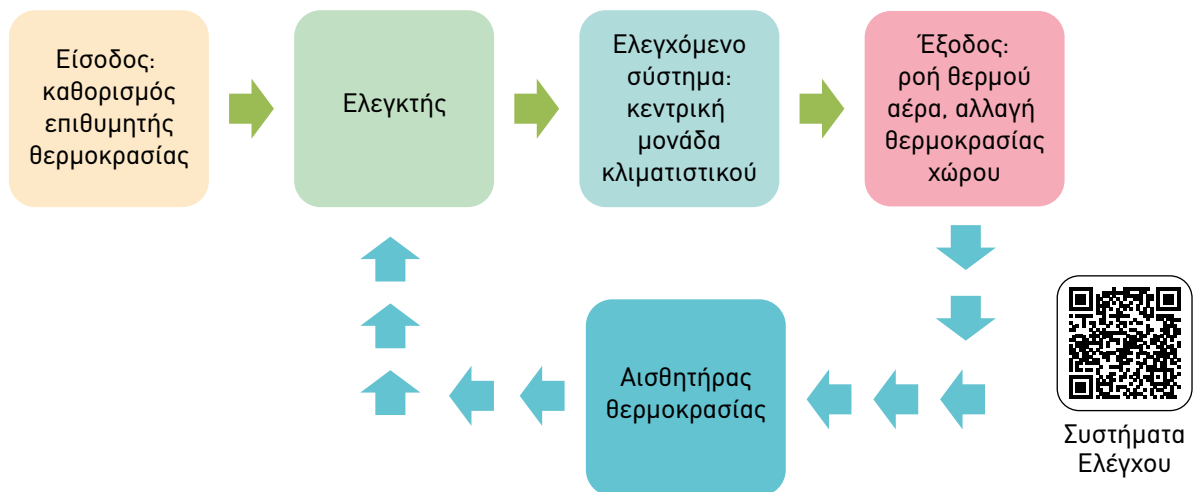 Είσοδος:
καθορισμός
επιθυμητής
θερμοκρασίας
Ελεγκτής
Ελεγχόμενο
σύστημα:
κεντρική
μονάδα
κλιματιστικού
Έξοδος:
ροή θερμού
αέρα, αλλαγή
θερμοκρασίας
χώρου
Αισθητήρας
θερμοκρασίας
Συστήματα
Ελέγχου